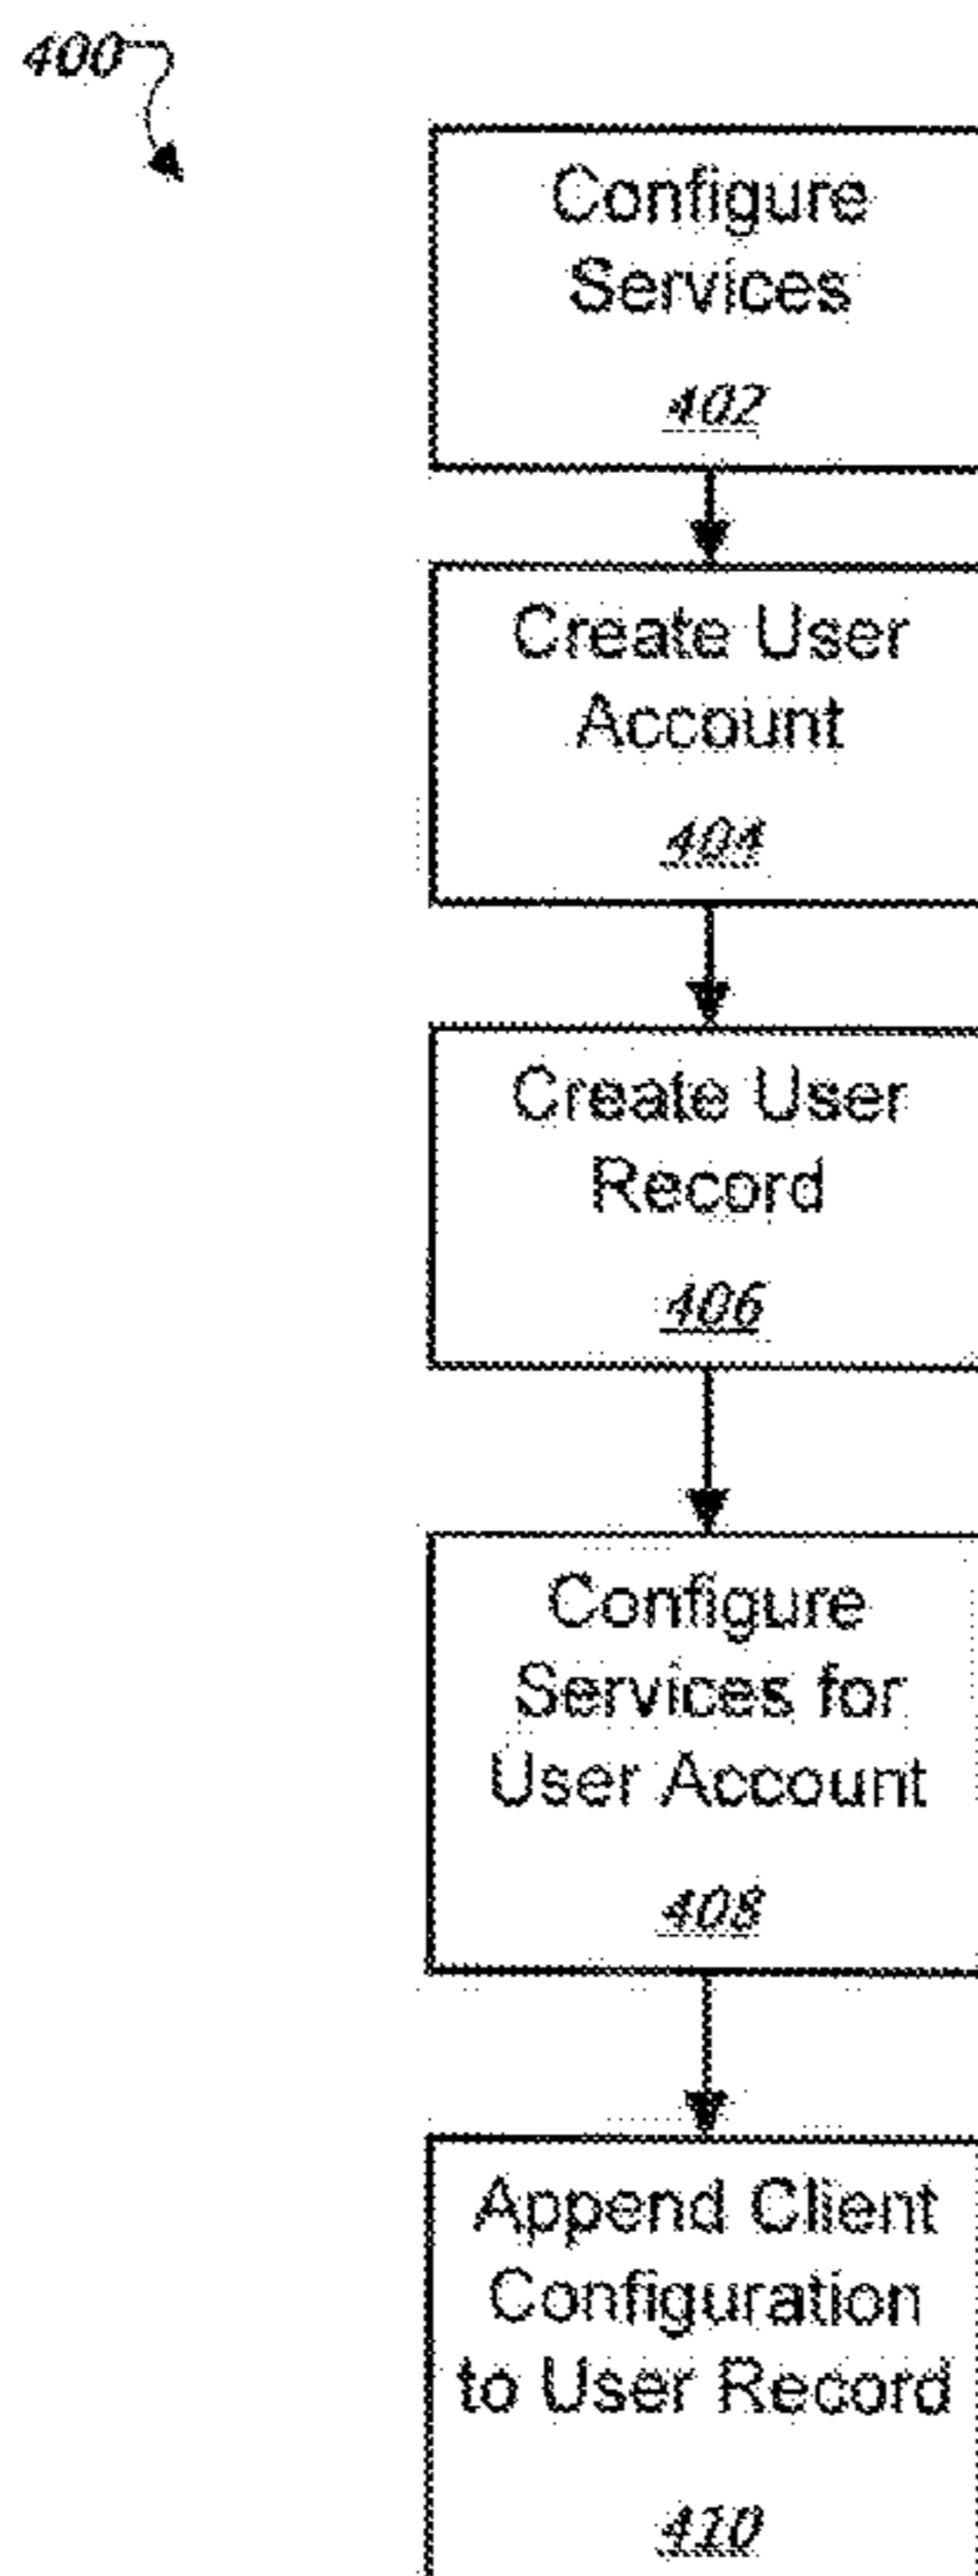 400
Configure
Services
402
Create User
Account
404
Create User
Record
406
Configure
Services for
User Account
408
Append Client
Configuration
to User Record
410